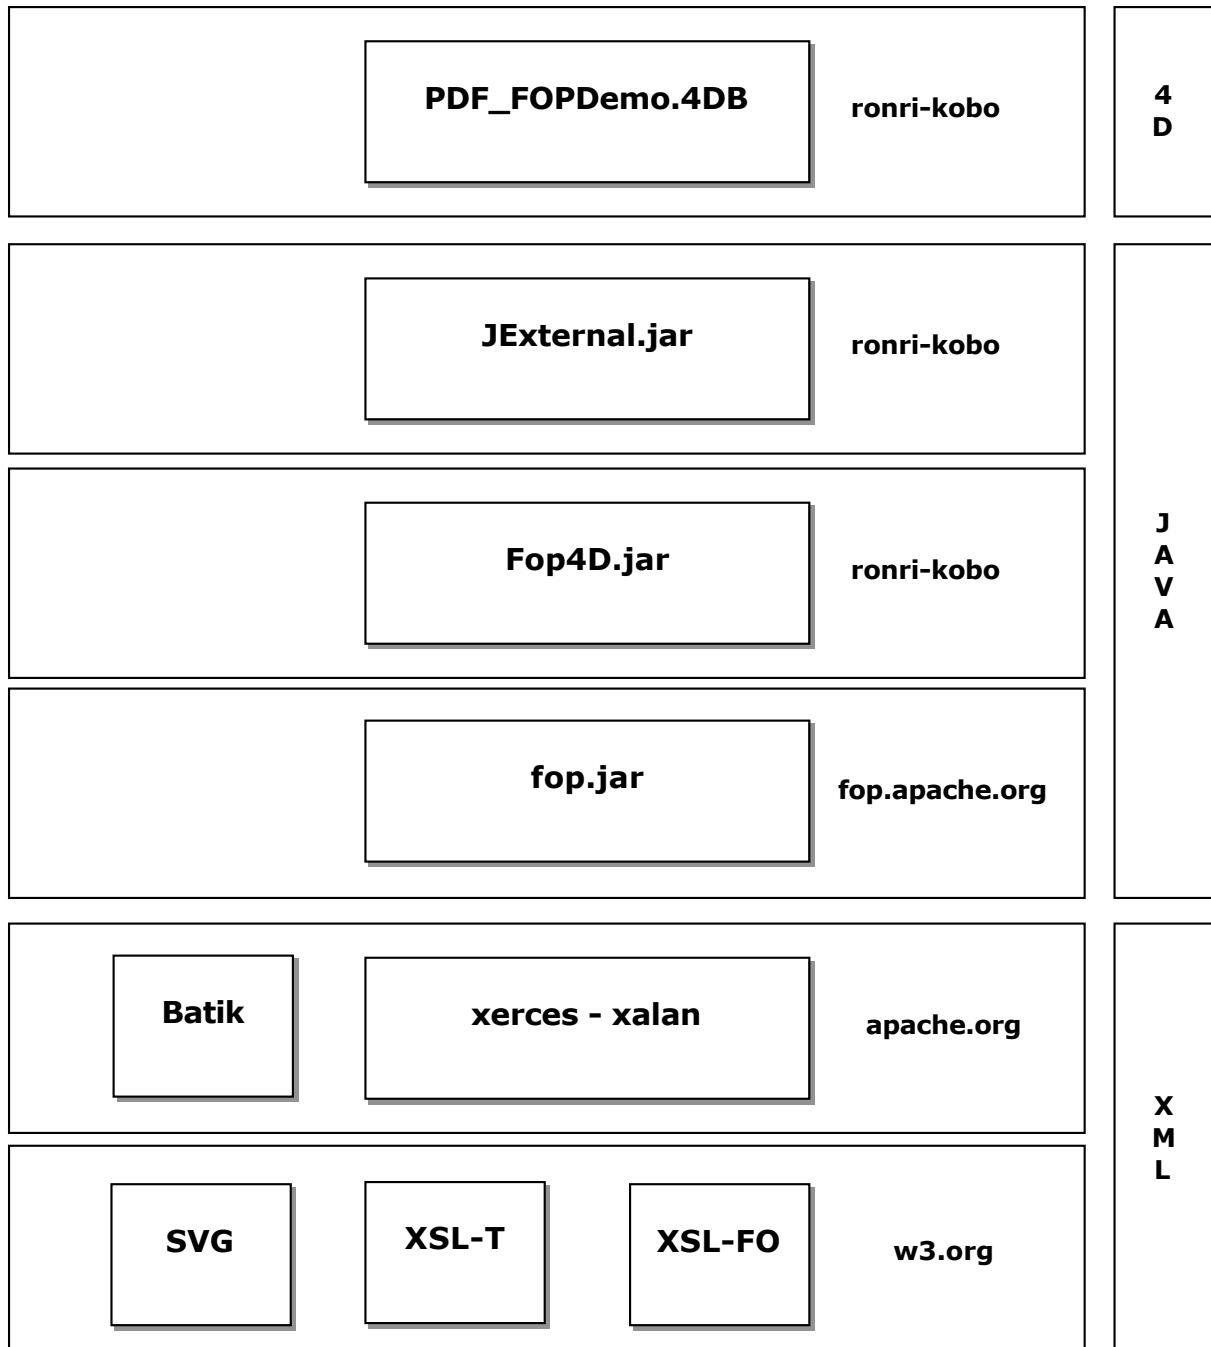 PDF_FOPDemo.4DB
ronri-kobo
4
D
JExternal.jar
ronri-kobo
Fop4D.jar
ronri-kobo
J
A
V
A
fop.jar
fop.apache.org
Batik
xerces - xalan
apache.org
X
M
L
SVG
XSL-T
XSL-FO
w3.org